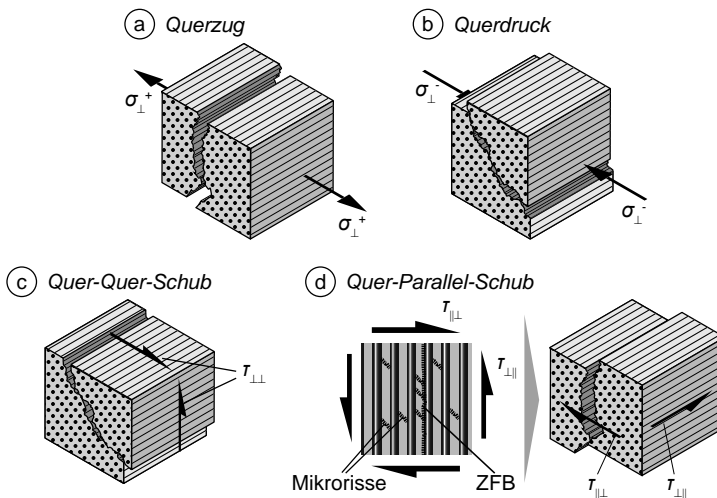 a Querzug
σ⊥+
σ⊥+
b Querdruck
σ⊥-
σ⊥-
c Quer-Quer-Schub
τ⊥⊥
d Quer-Parallel-Schub
τ∥⊥
τ⊥∥
Mikrorisse
ZFB
τ∥⊥
τ⊥∥